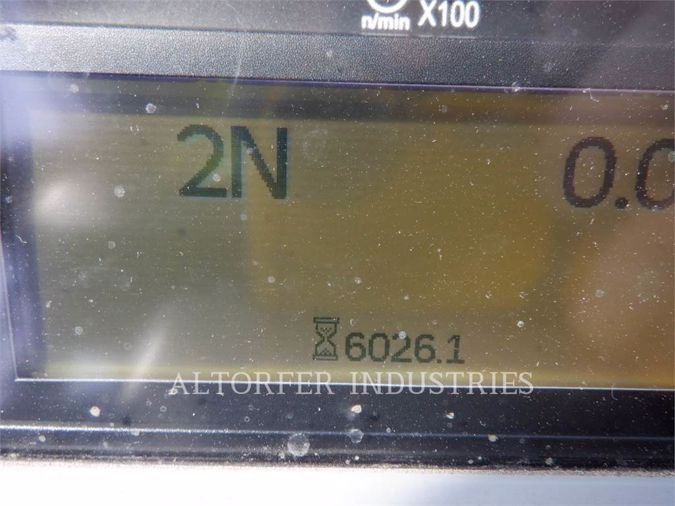 n/min X100
2N 0.0
6026.1
ALTORFER INDUSTRIES